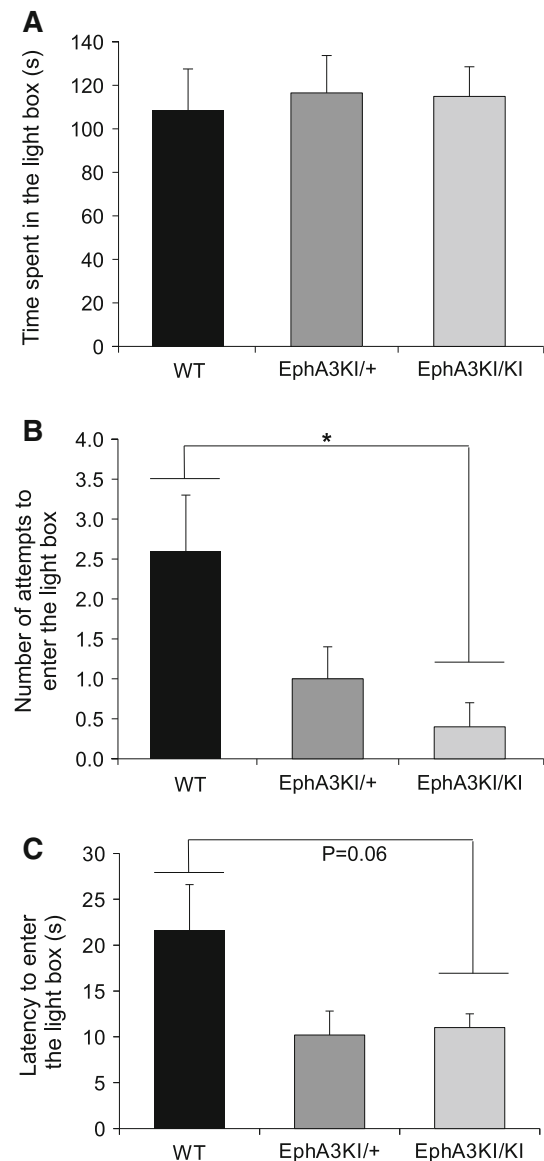 A
Time spent in the light box (s)
140
120
100
80
60
40
20
0
WT
EphA3KI/+
EphA3KI/KI
B
Number of attempts to
enter the light box
4.0
3.5
3.0
2.5
2.0
1.5
1.0
0.5
0.0
*
WT
EphA3KI/+
EphA3KI/KI
C
Latency to enter
the light box (s)
30
25
20
15
10
5
0
P=0.06
WT
EphA3KI/+
EphA3KI/KI